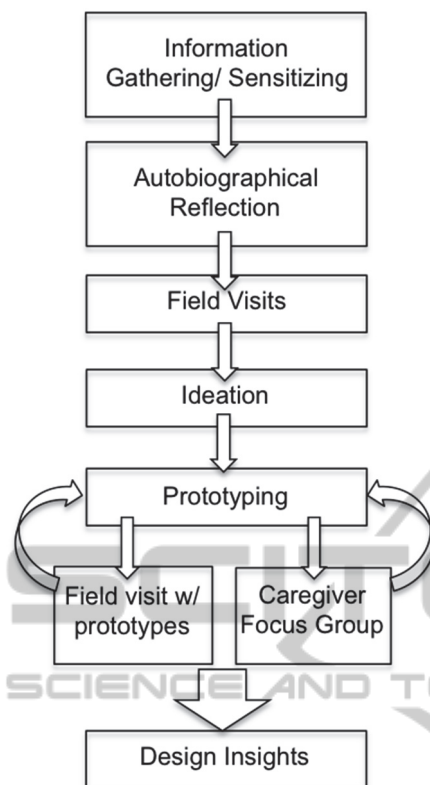 Information
Gathering/ Sensitizing
Autobiographical
Reflection
Field Visits
Ideation
Prototyping
Field visit w/
prototypes
Caregiver
Focus Group
SCIENCE AND
Design Insights